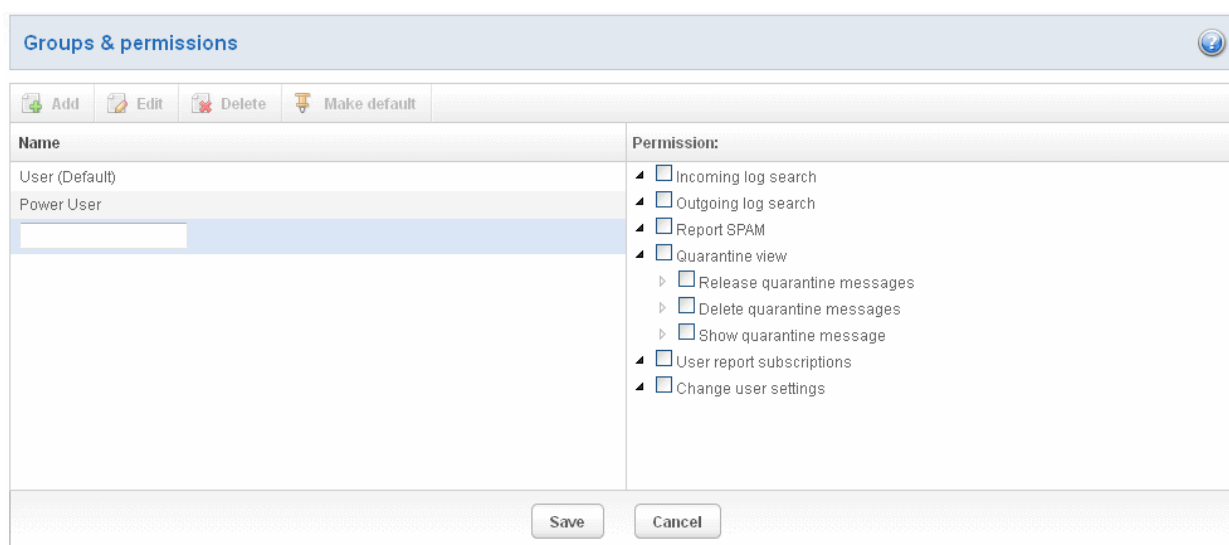 Groups & permissions
Add Edit Delete Make default
Name
User (Default)
Power User
Permission:
Incoming log search
Outgoing log search
Report SPAM
Quarantine view
Release quarantine messages
Delete quarantine messages
Show quarantine message
User report subscriptions
Change user settings
Save Cancel